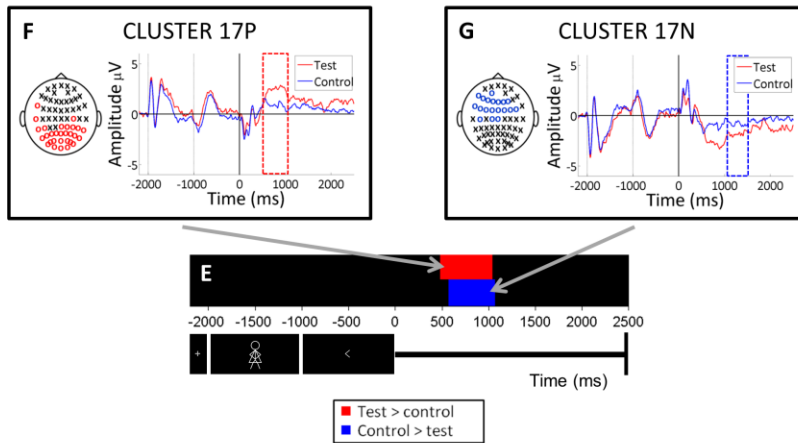 F CLUSTER 17P
Amplitude μV
5
0
-5
Test
Control
-2000 -1000 0 1000 2000
Time (ms)
G CLUSTER 17N
Amplitude μV
5
0
-5
Test
Control
-2000 -1000 0 1000 2000
Time (ms)
E
-2000 -1500 -1000 -500 0 500 1000 1500 2000 2500
+ <
Time (ms)
Test > control
Control > test